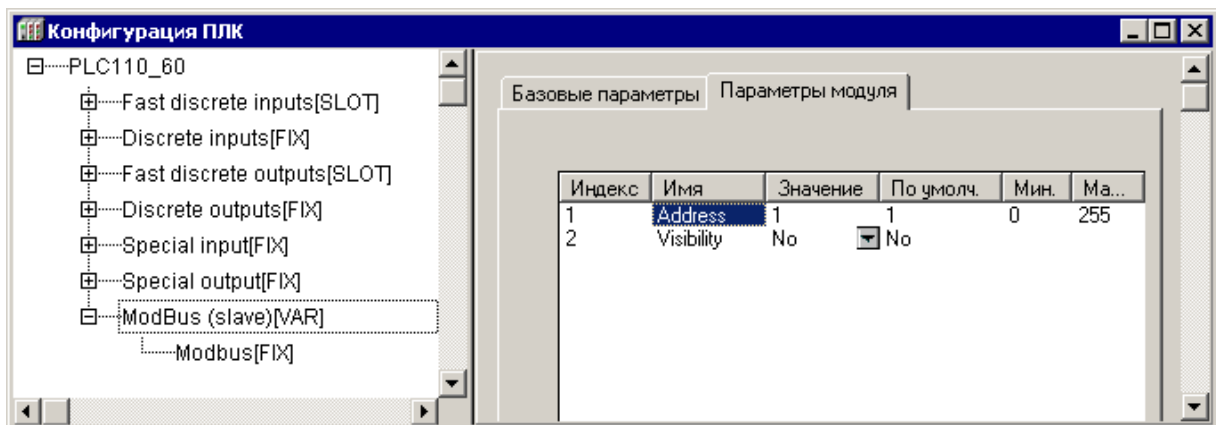 Конфигурация ПЛК
PLC110_60
Fast discrete inputs[SLOT]
Discrete inputs[FIX]
Fast discrete outputs[SLOT]
Discrete outputs[FIX]
Special input[FIX]
Special output[FIX]
ModBus (slave)[VAR]
Modbus[FIX]
Базовые параметры Параметры модуля
Индекс Имя Значение По умолч. Мин. Ма...
1 Address 1 1 0 255
2 Visibility No No